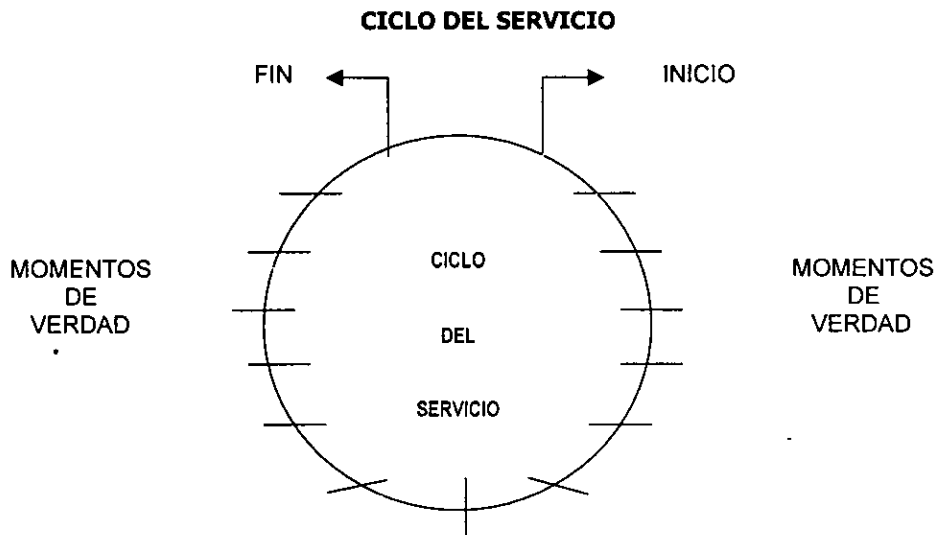 CICLO DEL SERVICIO
FIN
INICIO
MOMENTOS
DE
VERDAD
CICLO
DEL
SERVICIO
MOMENTOS
DE
VERDAD